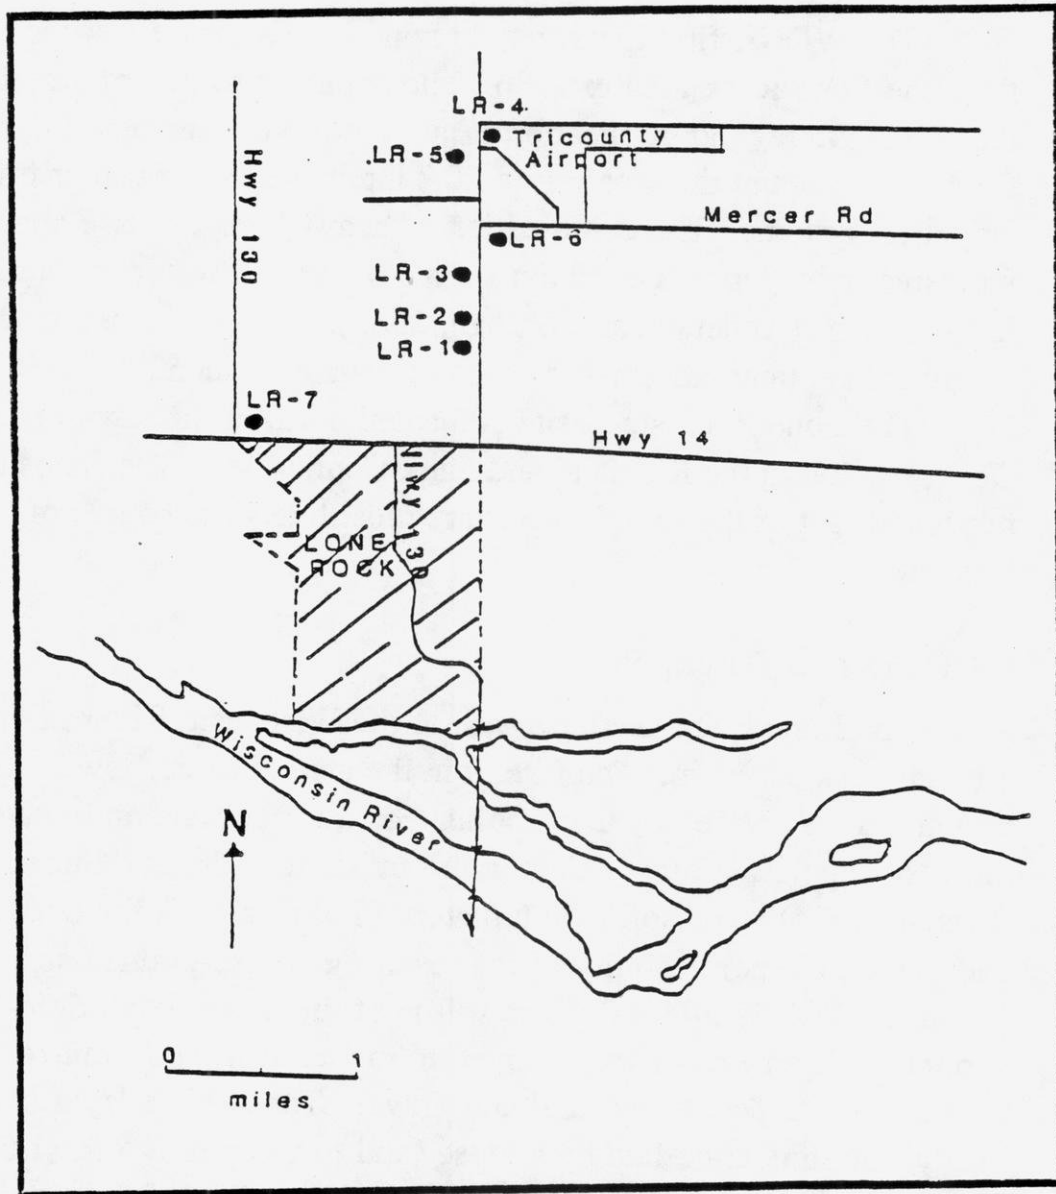 LR-4
Tricounty
Airport
LR-5
Hwy 130
Mercer Rd
LR-6
LR-3
LR-2
LR-1
LR-7
Hwy 14
Hwy 130
LONE
ROCK
Wisconsin River
N
0 1
miles